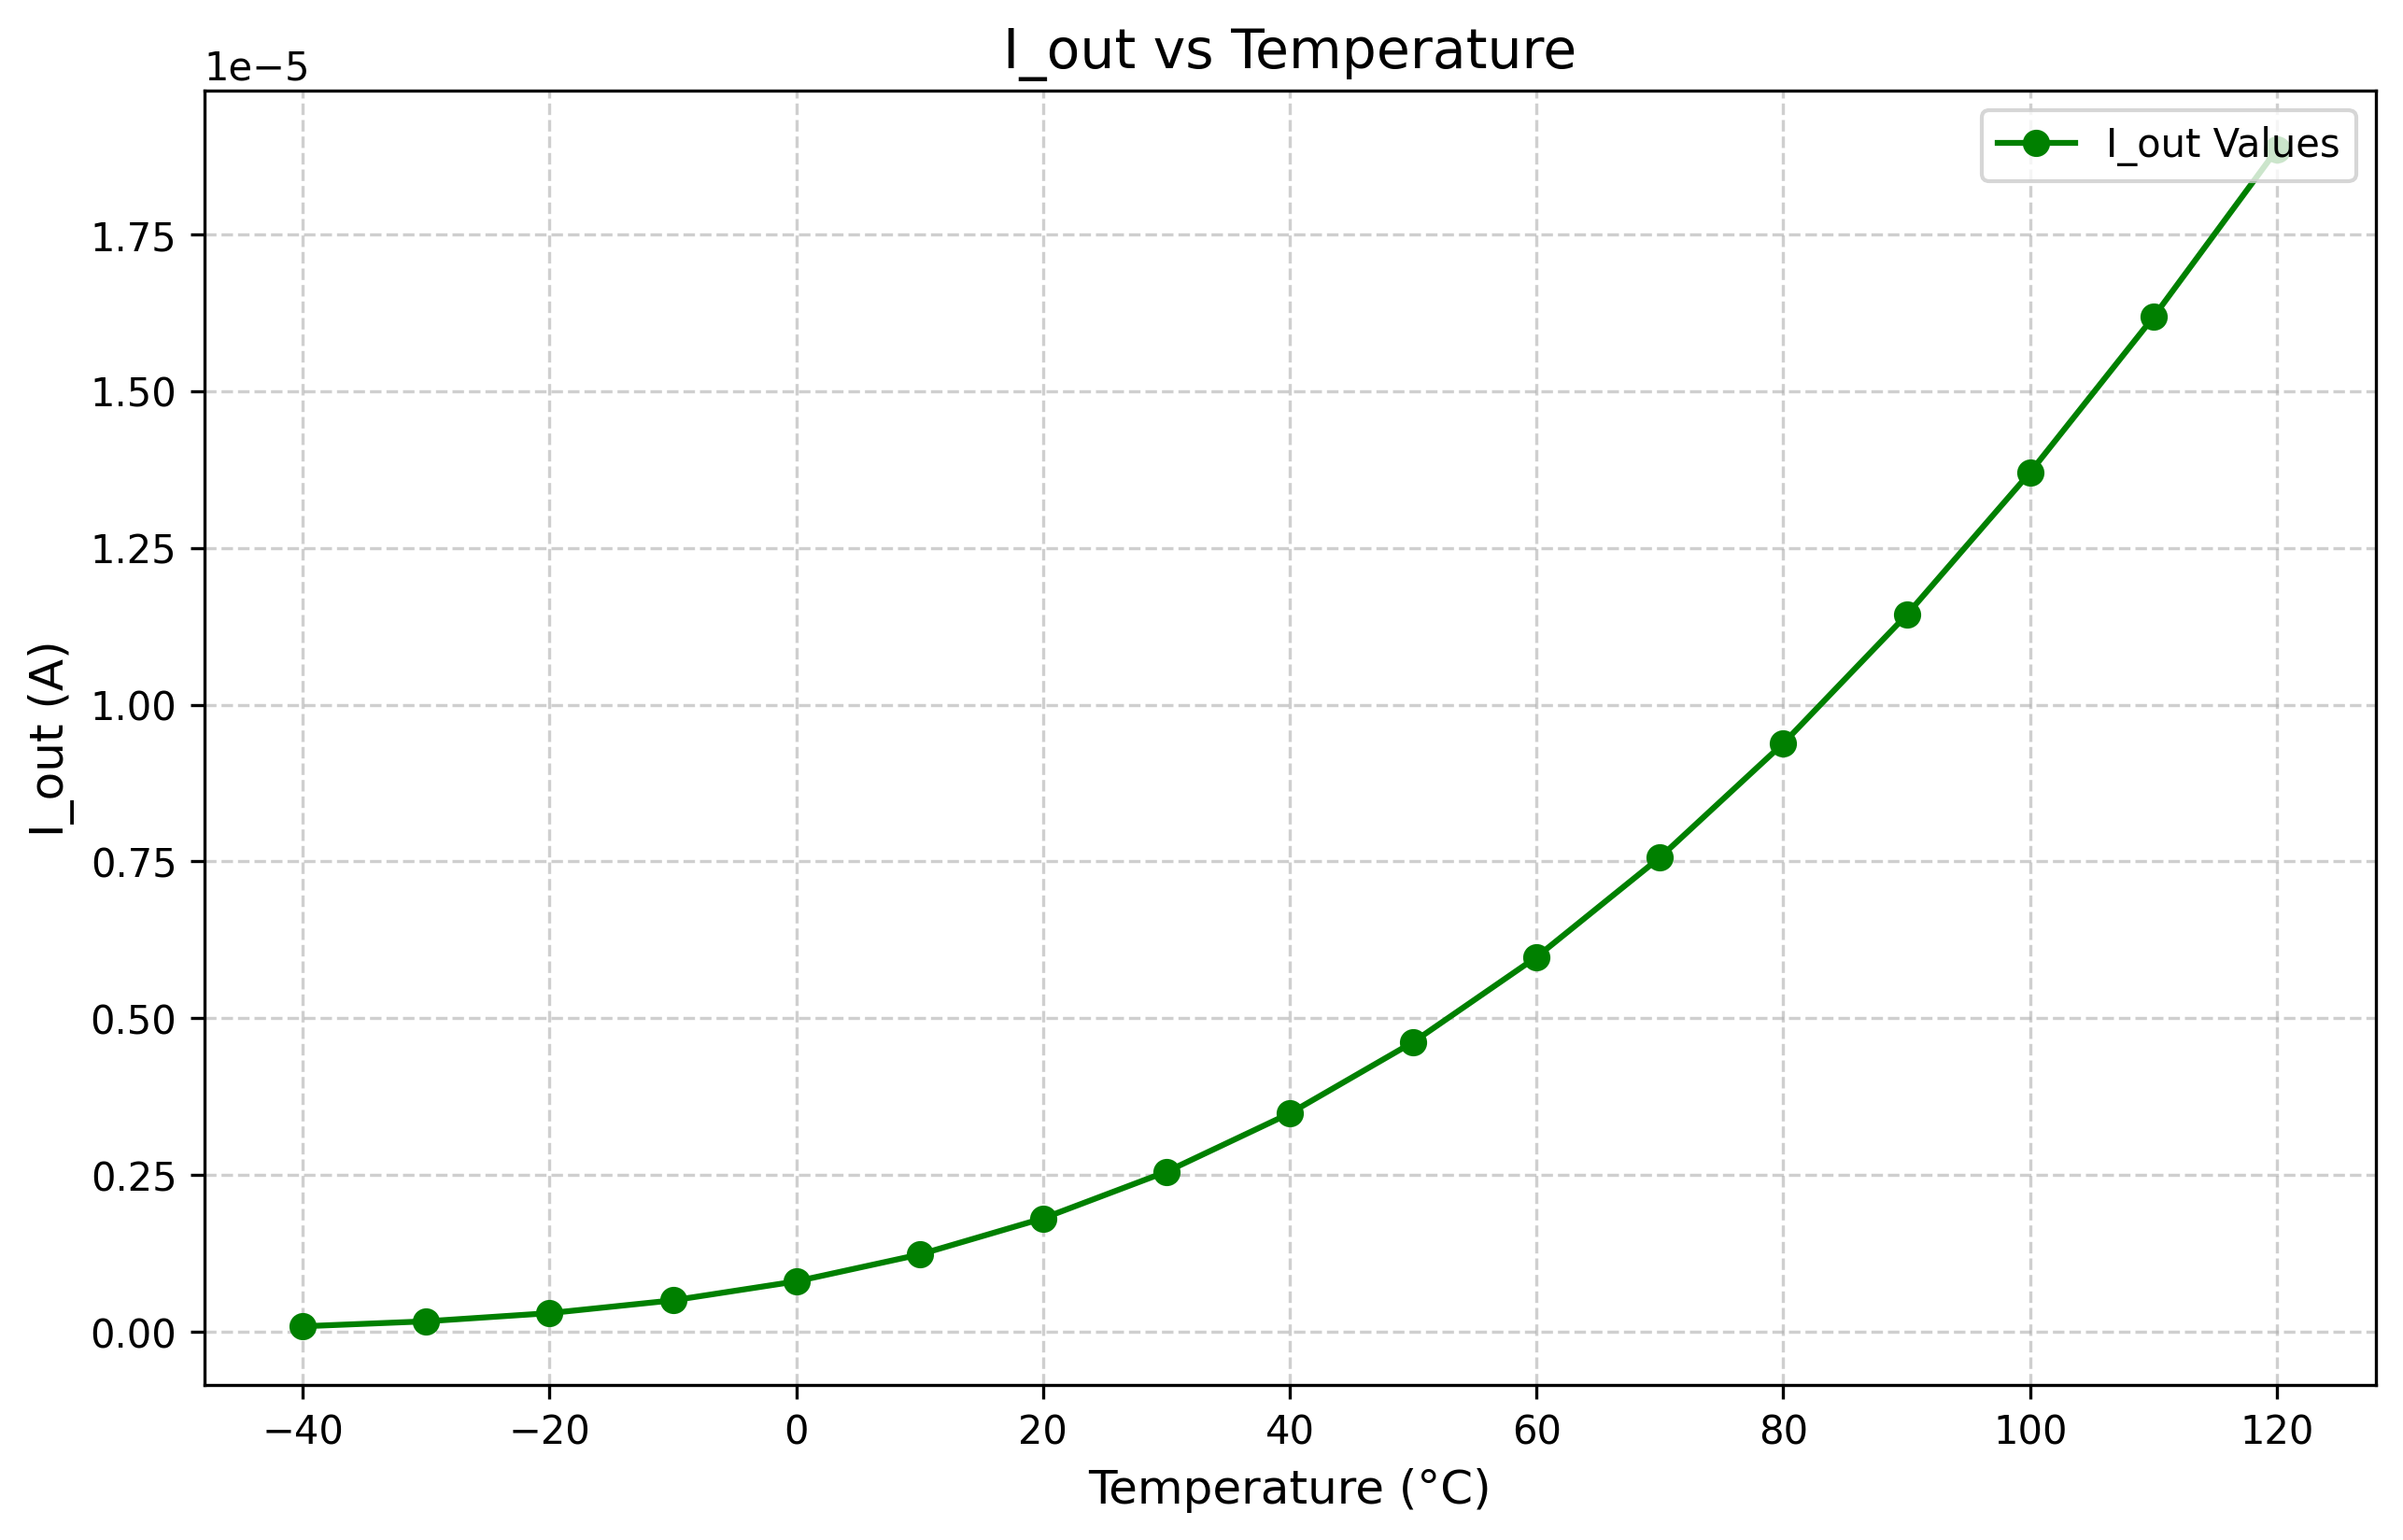 I_out vs Temperature
1e−5
I_out Values
1.75
1.50
1.25
1.00
0.75
0.50
0.25
0.00
I_out (A)
−40 −20 0 20 40 60 80 100 120
Temperature (°C)